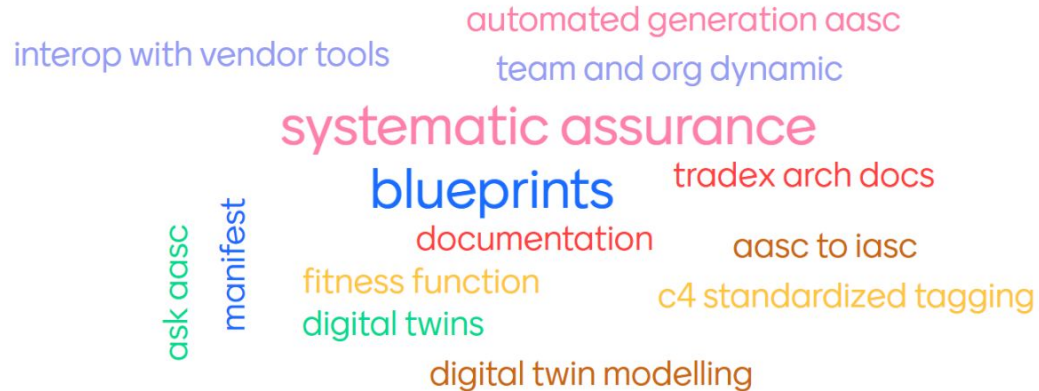 automated generation aasc
interop with vendor tools
team and org dynamic
systematic assurance
blueprints
tradex arch docs
manifest
ask aasc
documentation
aasc to iasc
fitness function
c4 standardized tagging
digital twins
digital twin modelling